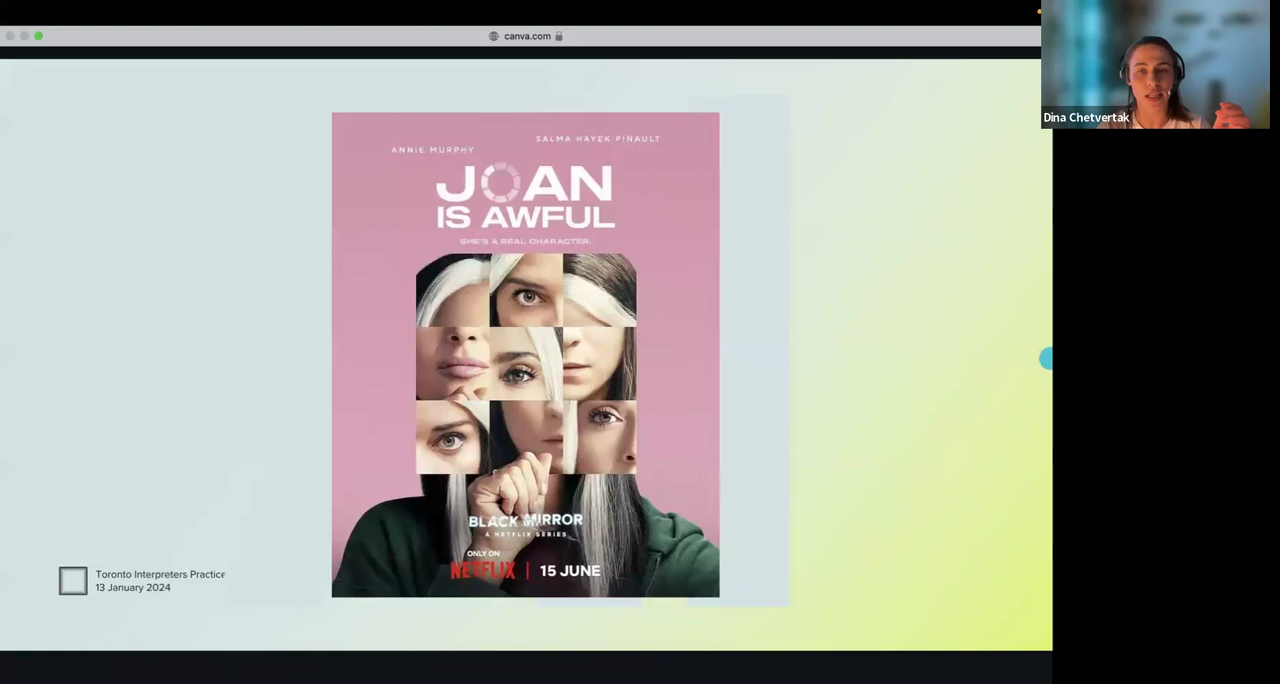 canva.com
Dina Chetvertak
ANNIE MURPHY
SALMA HAYEK PINAULT
JOAN
IS AWFUL
SHE'S A REAL CHARACTER.
BLACK MIRROR
A NETFLIX SERIES
ONLY ON
NETFLIX | 15 JUNE
Toronto Interpreters Practice
13 January 2024